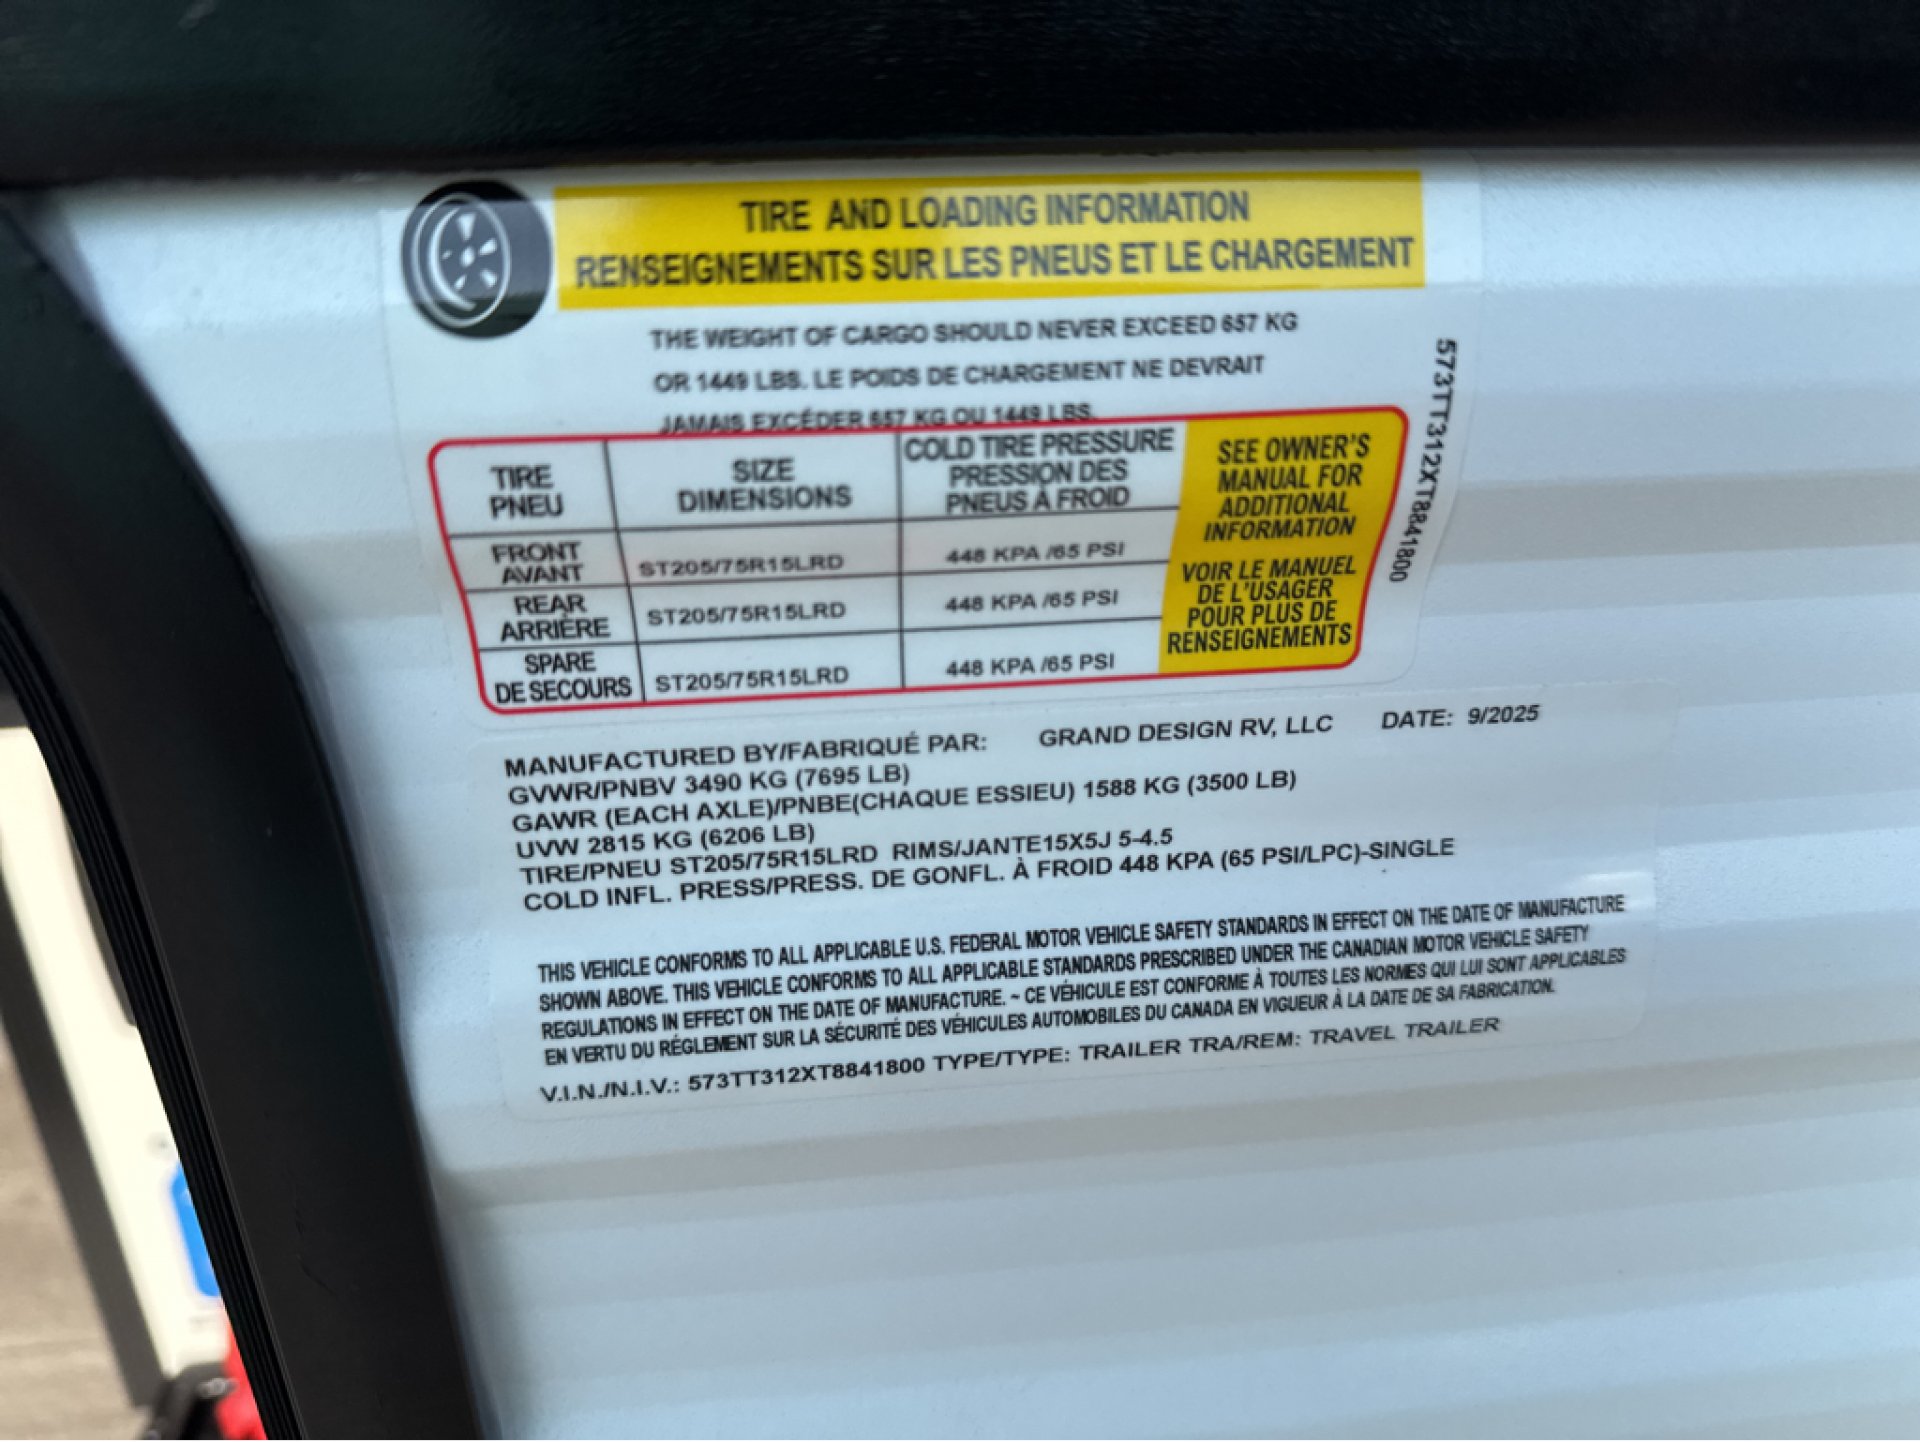 TIRE AND LOADING INFORMATION
RENSEIGNEMENTS SUR LES PNEUS ET LE CHARGEMENT
THE WEIGHT OF CARGO SHOULD NEVER EXCEED 657 KG
OR 1449 LBS. LE POIDS DE CHARGEMENT NE DEVRAIT
JAMAIS EXCÉDER 657 KG OU 1449 LBS.
TIRE
PNEU
SIZE
DIMENSIONS
COLD TIRE PRESSURE
PRESSION DES
PNEUS À FROID
FRONT
AVANT
ST205/75R15LRD
448 KPA /65 PSI
REAR
ARRIÈRE
ST205/75R15LRD
448 KPA /65 PSI
SPARE
DE SECOURS
ST205/75R15LRD
448 KPA /65 PSI
SEE OWNER'S
MANUAL FOR
ADDITIONAL
INFORMATION
VOIR LE MANUEL
DE L'USAGER
POUR PLUS DE
RENSEIGNEMENTS
573TT312XT8841800
MANUFACTURED BY/FABRIQUÉ PAR: GRAND DESIGN RV, LLC DATE: 9/2025
GVWR/PNBV 3490 KG (7695 LB)
GAWR (EACH AXLE)/PNBE(CHAQUE ESSIEU) 1588 KG (3500 LB)
UVW 2815 KG (6206 LB)
TIRE/PNEU ST205/75R15LRD RIMS/JANTE15X5J 5-4.5
COLD INFL. PRESS/PRESS. DE GONFL. À FROID 448 KPA (65 PSI/LPC)-SINGLE
THIS VEHICLE CONFORMS TO ALL APPLICABLE U.S. FEDERAL MOTOR VEHICLE SAFETY STANDARDS IN EFFECT ON THE DATE OF MANUFACTURE
SHOWN ABOVE. THIS VEHICLE CONFORMS TO ALL APPLICABLE STANDARDS PRESCRIBED UNDER THE CANADIAN MOTOR VEHICLE SAFETY
REGULATIONS IN EFFECT ON THE DATE OF MANUFACTURE. ~ CE VÉHICULE EST CONFORME À TOUTES LES NORMES QUI LUI SONT APPLICABLES
EN VERTU DU RÉGLEMENT SUR LA SÉCURITÉ DES VÉHICULES AUTOMOBILES DU CANADA EN VIGUEUR À LA DATE DE SA FABRICATION.
V.I.N./N.I.V.: 573TT312XT8841800 TYPE/TYPE: TRAILER TRA/REM: TRAVEL TRAILER